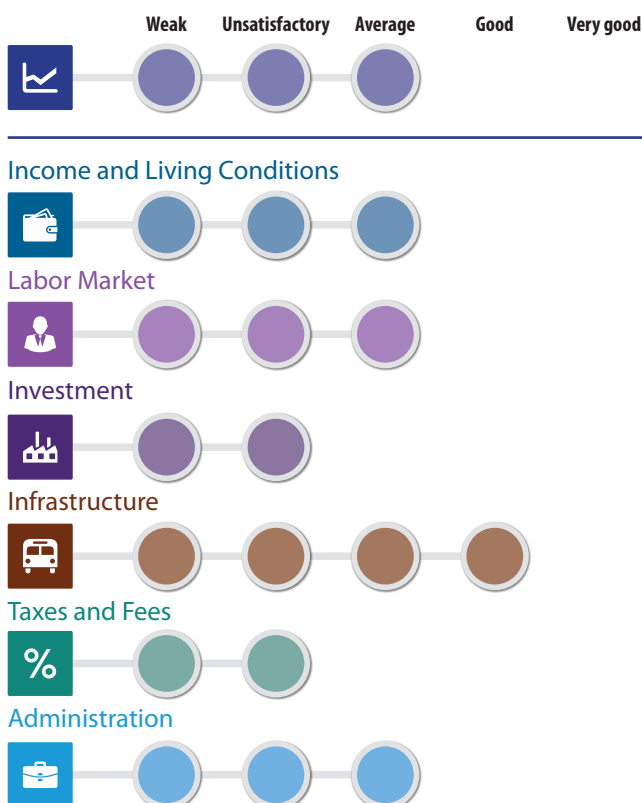 Weak Unsatisfactory Average Good Very good
Income and Living Conditions
Labor Market
Investment
Infrastructure
Taxes and Fees
%
Administration